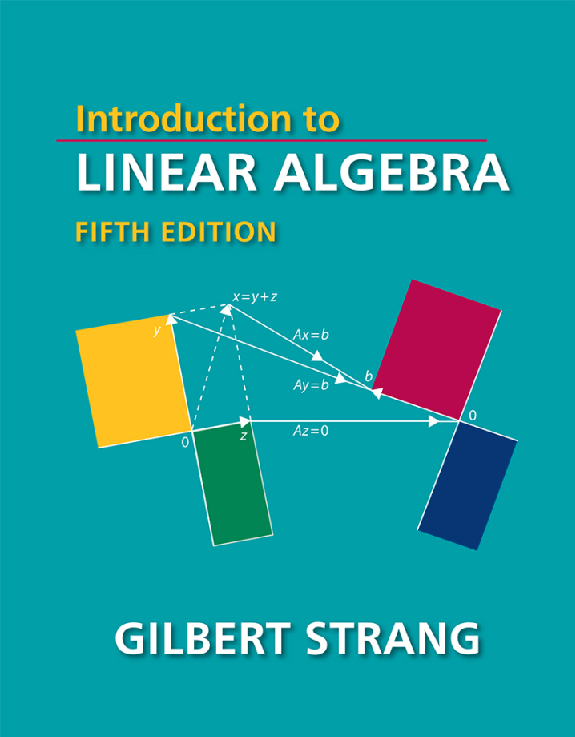 Introduction to
LINEAR ALGEBRA
FIFTH EDITION
x=y+z
y
Ax=b
b
Ay=b
0
0
z
Az=0
GILBERT STRANG